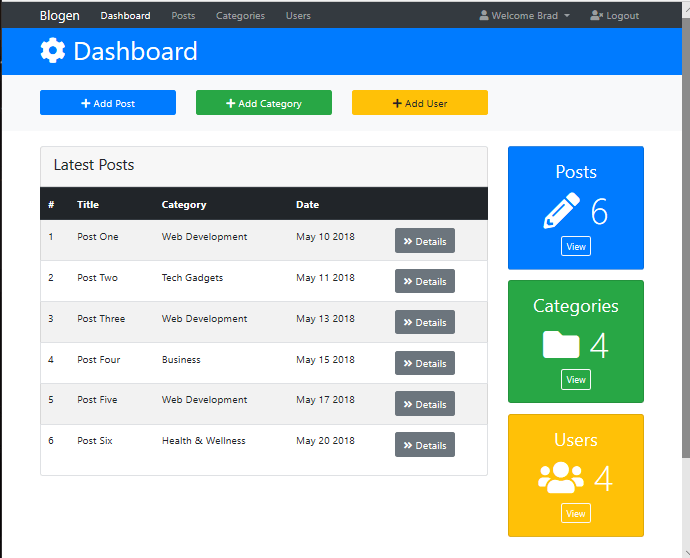 Blogen Dashboard Posts Categories Users Welcome Brad Logout
Dashboard
Add Post Add Category Add User
Latest Posts
# Title Category Date
1 Post One Web Development May 10 2018 Details
2 Post Two Tech Gadgets May 11 2018 Details
3 Post Three Web Development May 13 2018 Details
4 Post Four Business May 15 2018 Details
5 Post Five Web Development May 17 2018 Details
6 Post Six Health & Wellness May 20 2018 Details
Posts
6
View
Categories
4
View
Users
4
View